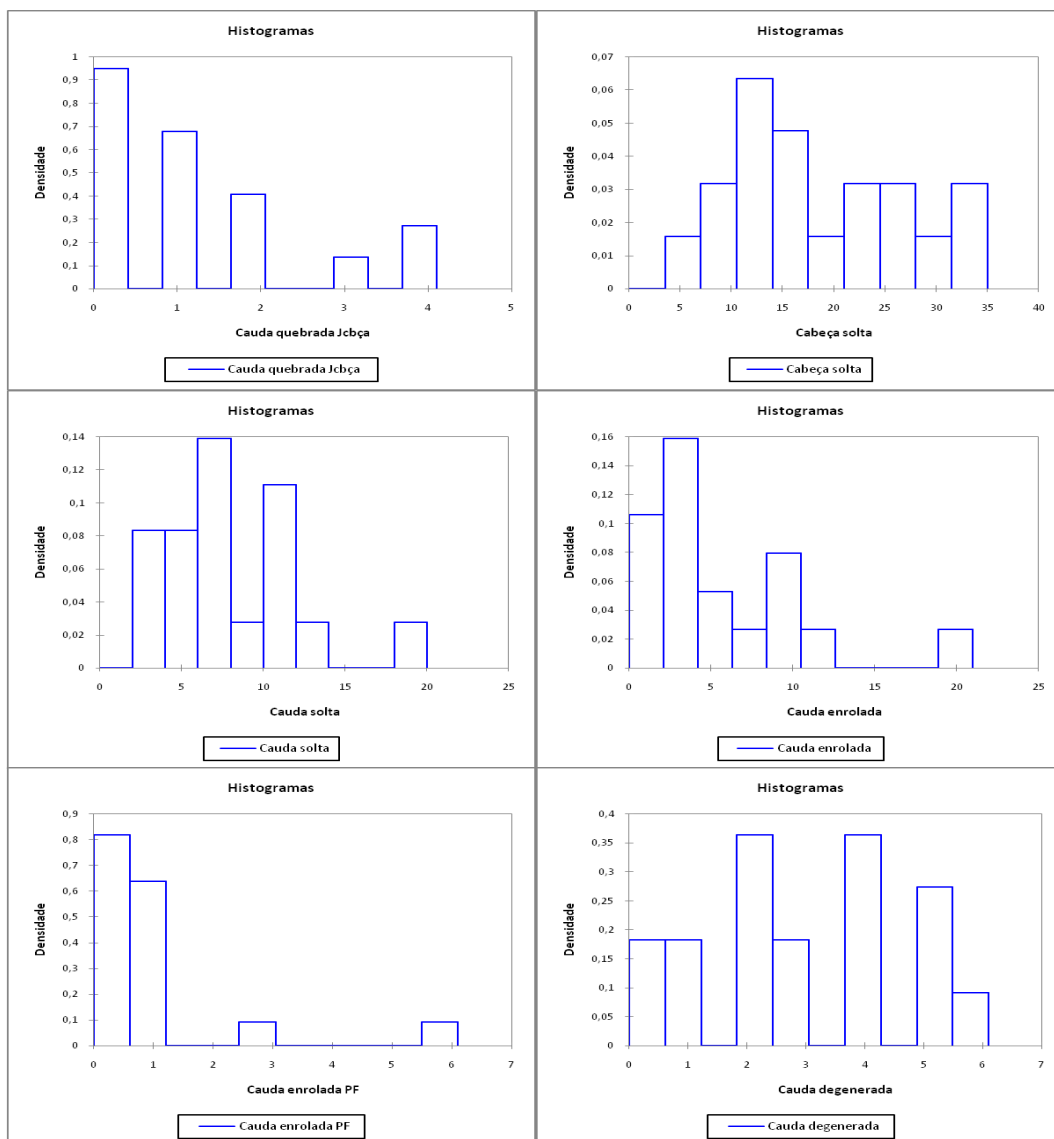 Histogramas
1
0,9
0,8
0,7
0,6
0,5
0,4
0,3
0,2
0,1
0
Densidade
0 1 2 3 4 5
Cauda quebrada Jcbça
Cauda quebrada Jcbça
Histogramas
0,07
0,06
0,05
0,04
0,03
0,02
0,01
0
Densidade
0 5 10 15 20 25 30 35 40
Cabeça solta
Cabeça solta
Histogramas
0,14
0,12
0,1
0,08
0,06
0,04
0,02
0
Densidade
0 5 10 15 20 25
Cauda solta
Cauda solta
Histogramas
0,16
0,14
0,12
0,1
0,08
0,06
0,04
0,02
0
Densidade
0 5 10 15 20 25
Cauda enrolada
Cauda enrolada
Histogramas
0,9
0,8
0,7
0,6
0,5
0,4
0,3
0,2
0,1
0
Densidade
0 1 2 3 4 5 6 7
Cauda enrolada PF
Cauda enrolada PF
Histogramas
0,4
0,35
0,3
0,25
0,2
0,15
0,1
0,05
0
Densidade
0 1 2 3 4 5 6 7
Cauda degenerada
Cauda degenerada